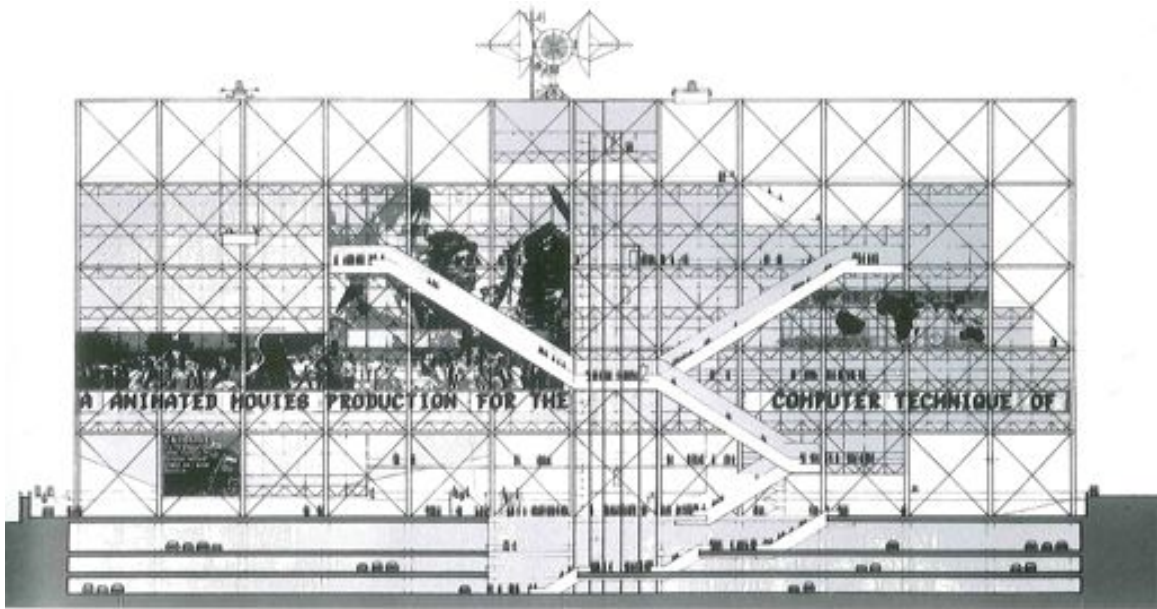 A ANIMATED MOVIES PRODUCTION FOR THE
COMPUTER TECHNIQUE OF